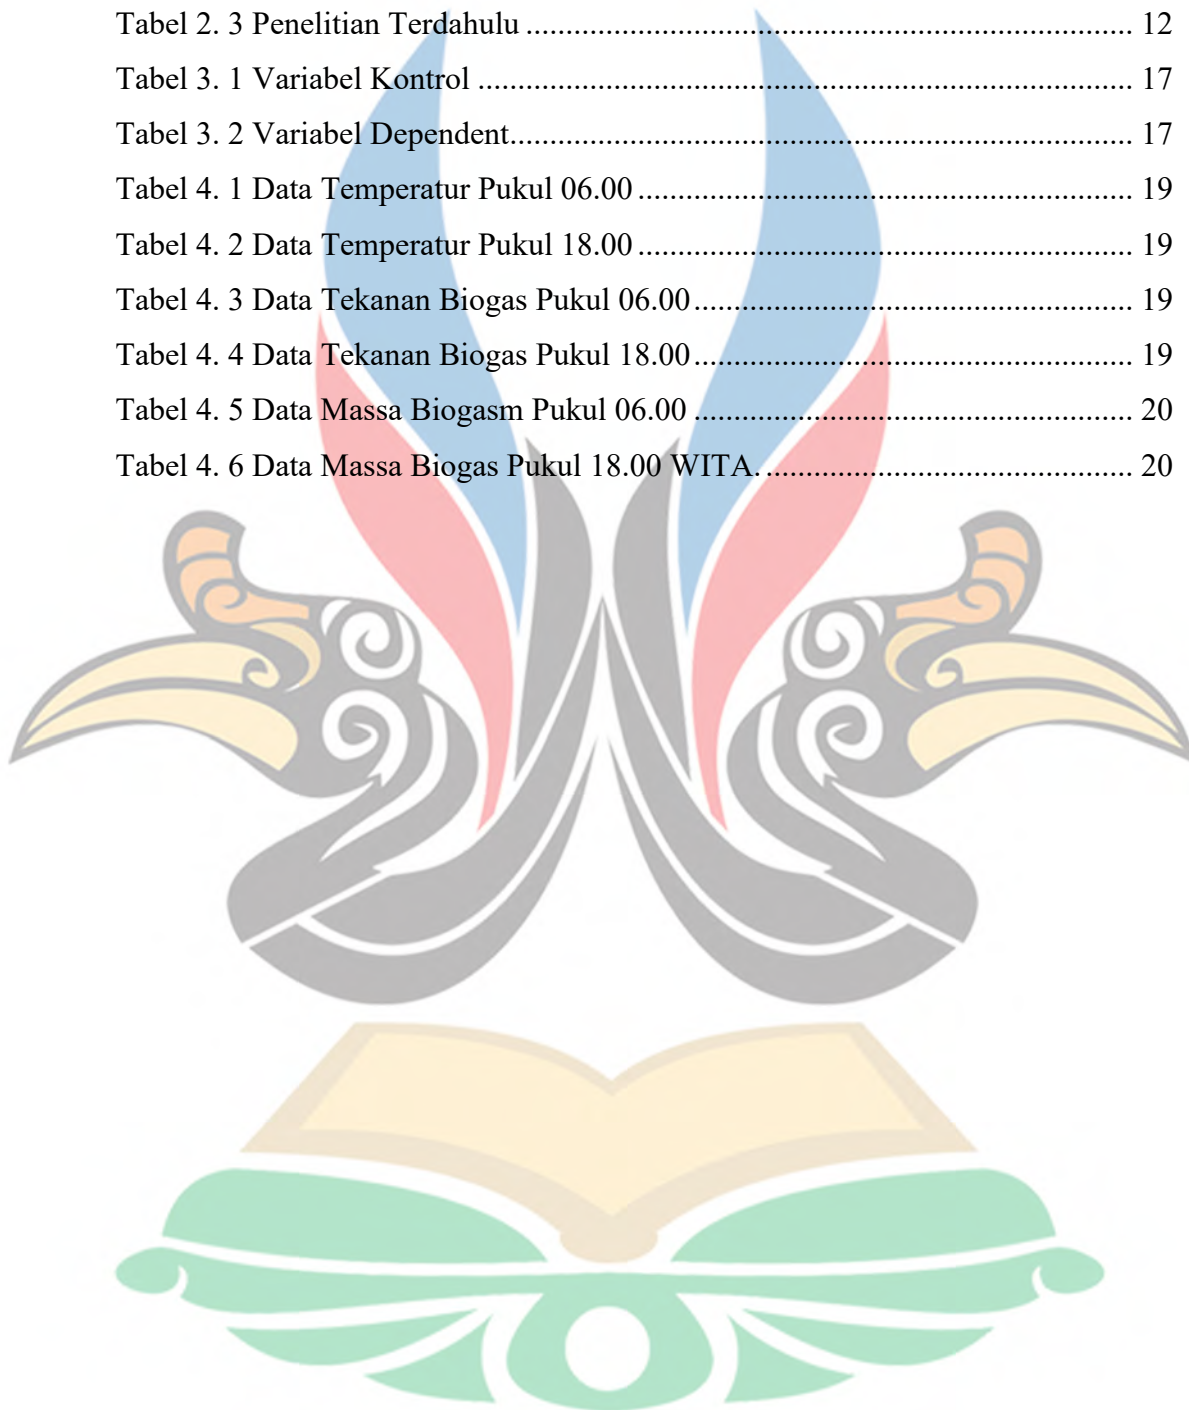 Tabel 2. 3 Penelitian Terdahulu ............................................................................ 12
Tabel 3. 1 Variabel Kontrol .................................................................................. 17
Tabel 3. 2 Variabel Dependent.............................................................................. 17
Tabel 4. 1 Data Temperatur Pukul 06.00 .............................................................. 19
Tabel 4. 2 Data Temperatur Pukul 18.00 .............................................................. 19
Tabel 4. 3 Data Tekanan Biogas Pukul 06.00....................................................... 19
Tabel 4. 4 Data Tekanan Biogas Pukul 18.00....................................................... 19
Tabel 4. 5 Data Massa Biogasm Pukul 06.00 ....................................................... 20
Tabel 4. 6 Data Massa Biogas Pukul 18.00 WITA. .............................................. 20